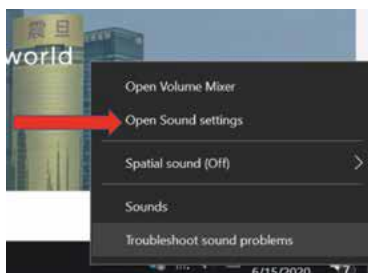 震旦
world
Open Volume Mixer
Open Sound settings
Spatial sound (Off)
Sounds
Troubleshoot sound problems
6/15/2020